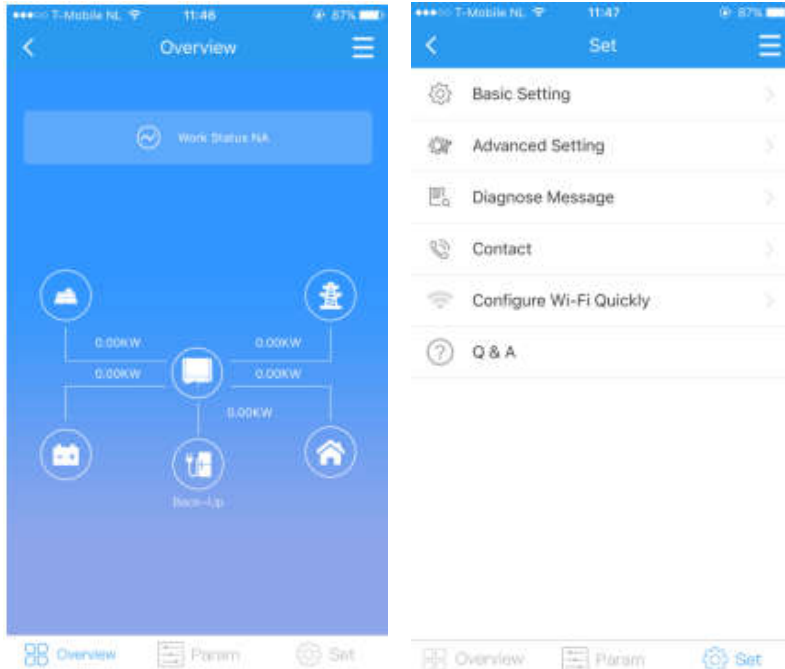 T-Mobile NL
11:46
87%
Overview
Work Status NA
0.00KW
0.00KW
0.00KW
0.00KW
0.00KW
Back-Up
Overview
Param
Set
T-Mobile NL
11:47
87%
Set
Basic Setting
Advanced Setting
Diagnose Message
Contact
Configure Wi-Fi Quickly
Q & A
Overview
Param
Set